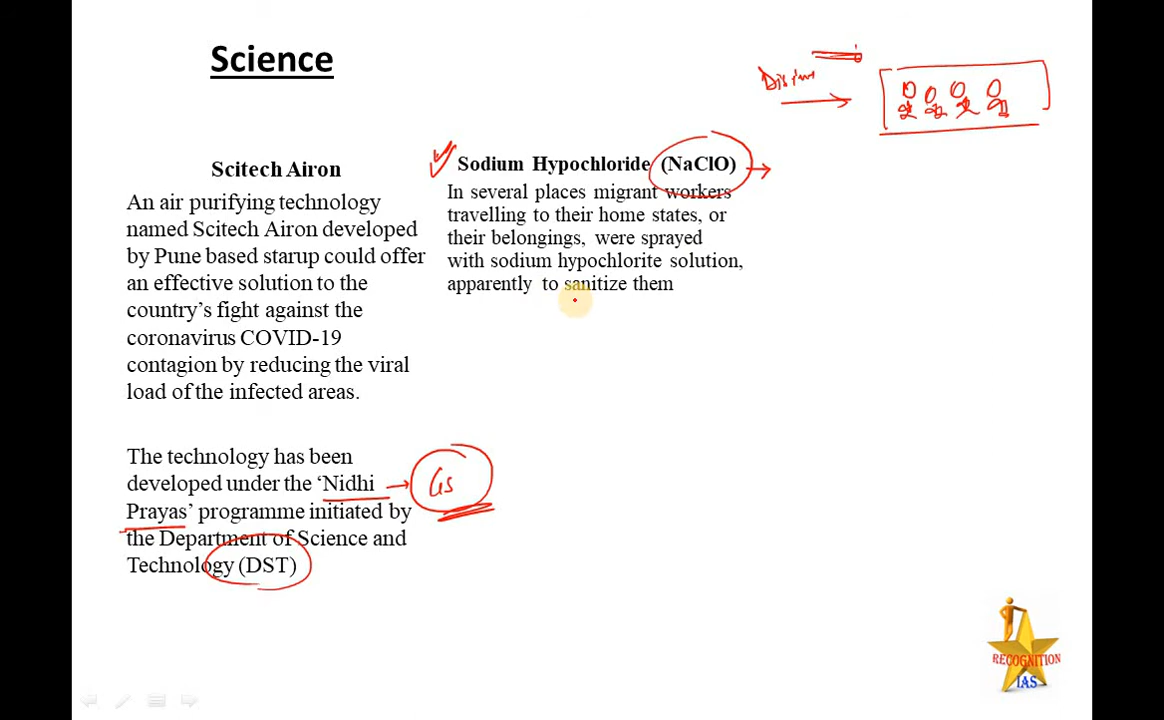 Science
Scitech Airon
An air purifying technology
named Scitech Airon developed
by Pune based starup could offer
an effective solution to the
country's fight against the
coronavirus COVID-19
contagion by reducing the viral
load of the infected areas.
The technology has been
developed under the ‘Nidhi
Prayas’ programme initiated by
the Department of Science and
Technology (DST)
Sodium Hypochloride (NaClO)
In several places migrant workers
travelling to their home states, or
their belongings, were sprayed
with sodium hypochlorite solution,
apparently to sanitize them
RECOGNITION
IAS